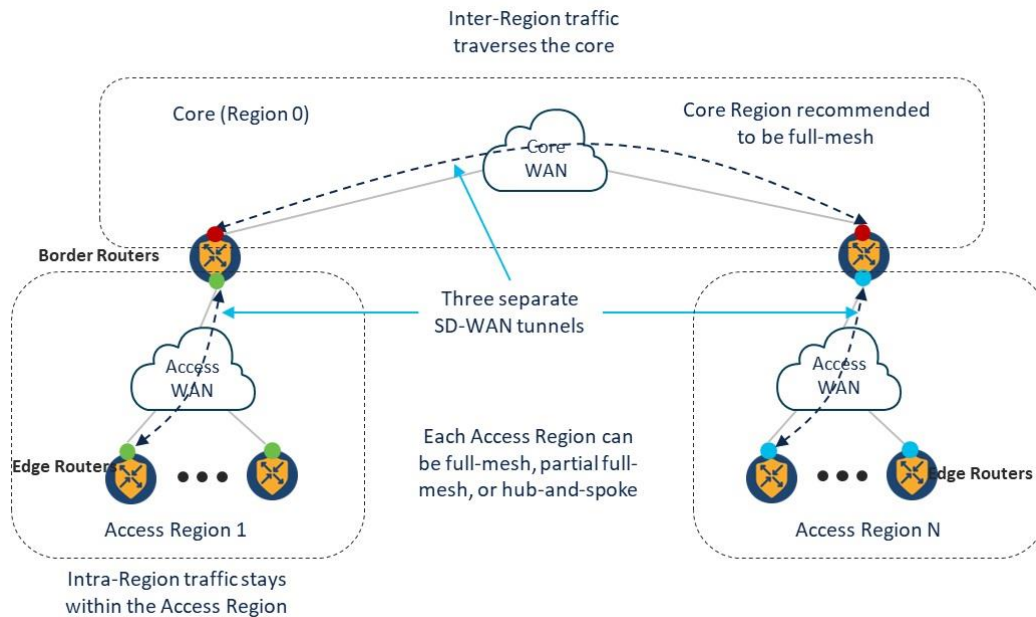 Inter-Region traffic
traverses the core
Core (Region 0)
Core Region recommended
to be full-mesh
Core
WAN
Border Routers
Three separate
SD-WAN tunnels
Access
WAN
Access
WAN
Each Access Region can
be full-mesh, partial full-
mesh, or hub-and-spoke
Edge Routers
Edge Routers
Access Region 1
Access Region N
Intra-Region traffic stays
within the Access Region